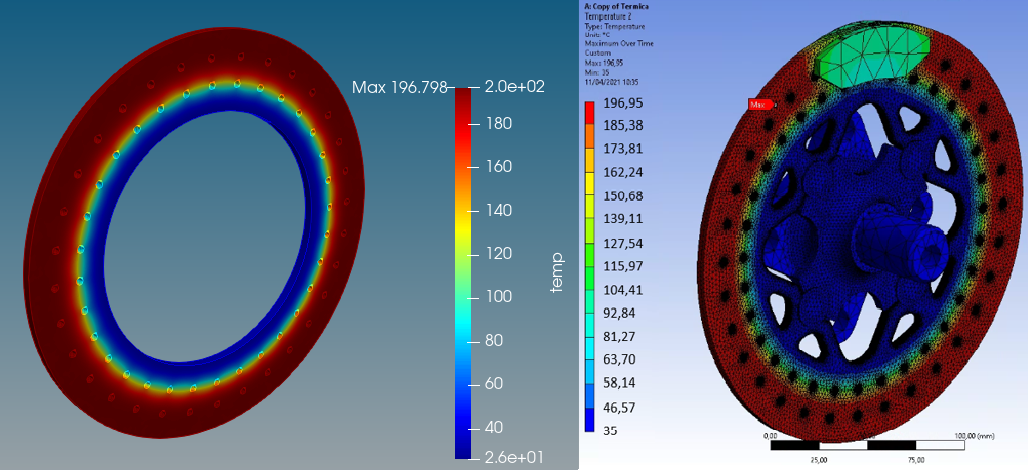 Max 196.798
2.0e+02
180
160
140
120
100
80
60
40
2.6e+01
temp
A: Copy of Termica
Temperature 2
Type: Temperature
Unit: °C
Maximum Over Time
Custom
Max: 196,95
Min: 35
11/04/2021 10:35
196,95
185,38
173,81
162,24
150,68
139,11
127,54
115,97
104,41
92,84
81,27
63,70
58,14
46,57
35
Max
0,00
100,00 (mm)
25,00
75,00